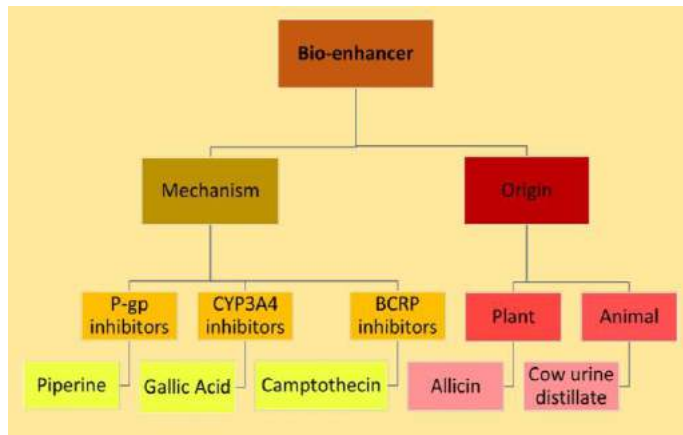 Bio-enhancer
Mechanism
Origin
P-gp
inhibitors
CYP3A4
inhibitors
BCRP
inhibitors
Plant
Animal
Piperine
Gallic Acid
Camptothecin
Allicin
Cow urine
distillate